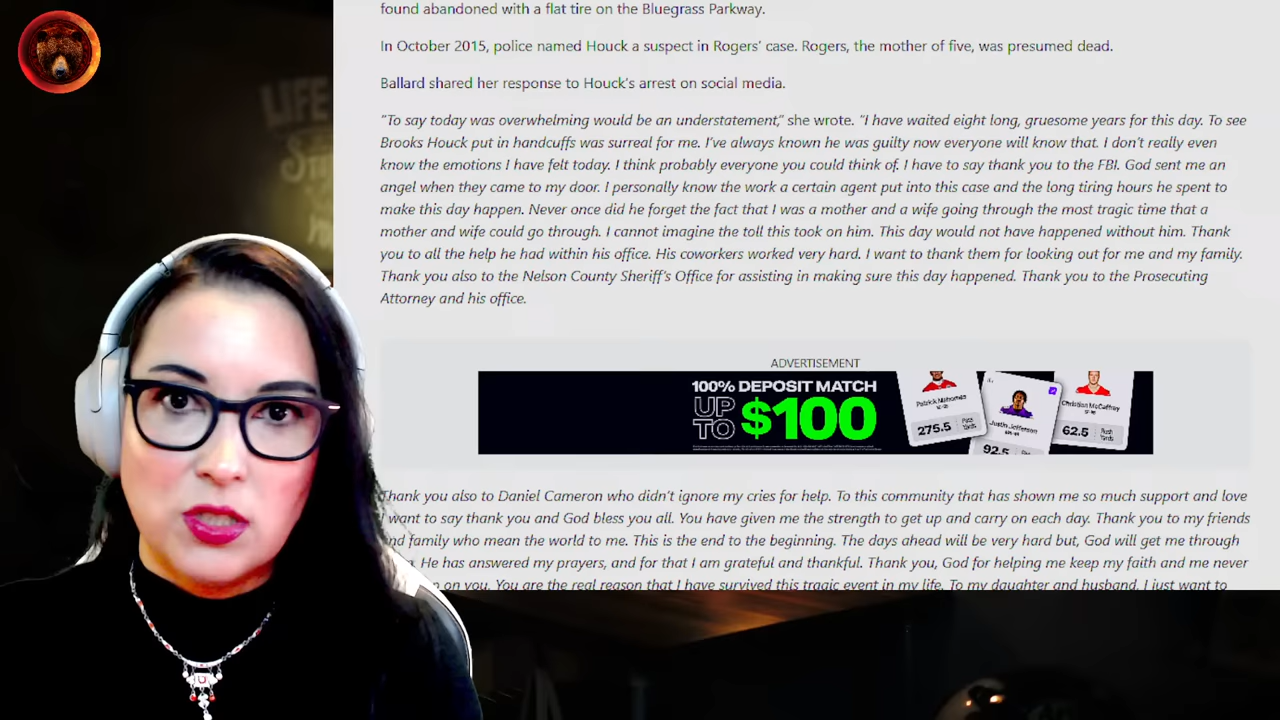 found abandoned with a flat tire on the Bluegrass Parkway.
In October 2015, police named Houck a suspect in Rogers' case. Rogers, the mother of five, was presumed dead.
Ballard shared her response to Houck's arrest on social media.
"To say today was overwhelming would be an understatement," she wrote. "I have waited eight long, gruesome years for this day. To see
Brooks Houck put in handcuffs was surreal for me. I've always known he was guilty now everyone will know that. I don't really even
know the emotions I have felt today. I think probably everyone you could think of. I have to say thank you to the FBI. God sent me an
angel when they came to my door. I personally know the work a certain agent put into this case and the long tiring hours he spent to
make this day happen. Never once did he forget the fact that I was a mother and a wife going through the most tragic time that a
mother and wife could go through. I cannot imagine the toll this took on him. This day would not have happened without him. Thank
you to all the help he had within his office. His coworkers worked very hard. I want to thank them for looking out for me and my family.
Thank you also to the Nelson County Sheriff's Office for assisting in making sure this day happened. Thank you to the Prosecuting
Attorney and his office.
LIFE
ADVERTISEMENT
100% DEPOSIT MATCH
UP TO $100
Patrick Mahomes
275.5 Pass Yards
Justin Jefferson
92.5
Christian McCaffrey
62.5 Rush Yards
Thank you also to Daniel Cameron who didn't ignore my cries for help. To this community that has shown me so much support and love
I want to say thank you and God bless you all. You have given me the strength to get up and carry on each day. Thank you to my friends
and family who mean the world to me. This is the end to the beginning. The days ahead will be very hard but, God will get me through
He has answered my prayers, and for that I am grateful and thankful. Thank you, God for helping me keep my faith and me never
on you. You are the real reason that I have survived this tragic event in my life. To my daughter and husband, I just want to